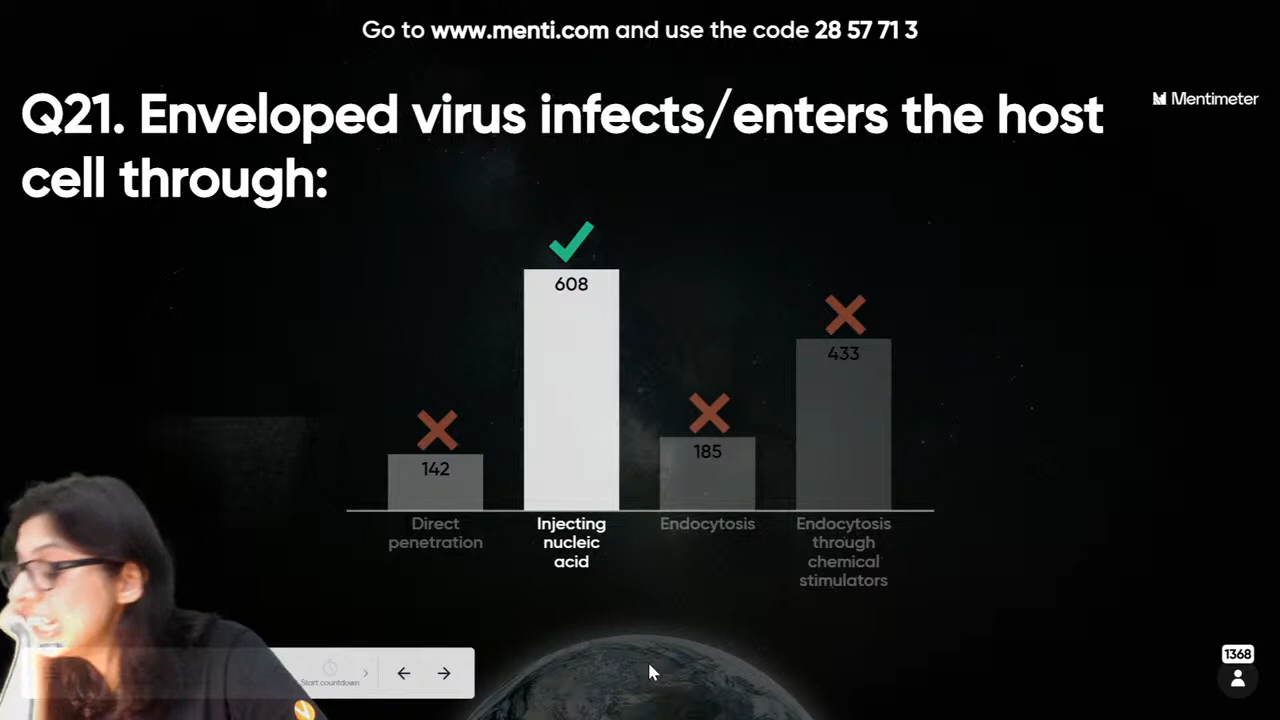 Go to www.menti.com and use the code 28 57 71 3
Q21. Enveloped virus infects/enters the host
cell through:
Mentimeter
608
433
142
185
Direct
penetration
Injecting
nucleic
acid
Endocytosis
Endocytosis
through
chemical
stimulators
Start countdown
1368